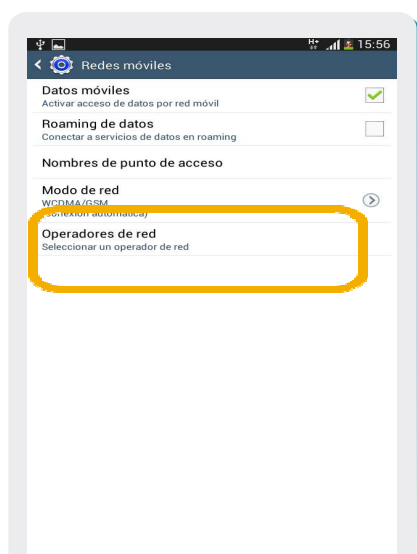 H+
15:56
Redes móviles
Datos móviles
Activar acceso de datos por red móvil
Roaming de datos
Conectar a servicios de datos en roaming
Nombres de punto de acceso
Modo de red
WCDMA/GSM
(conexión automática)
Operadores de red
Seleccionar un operador de red